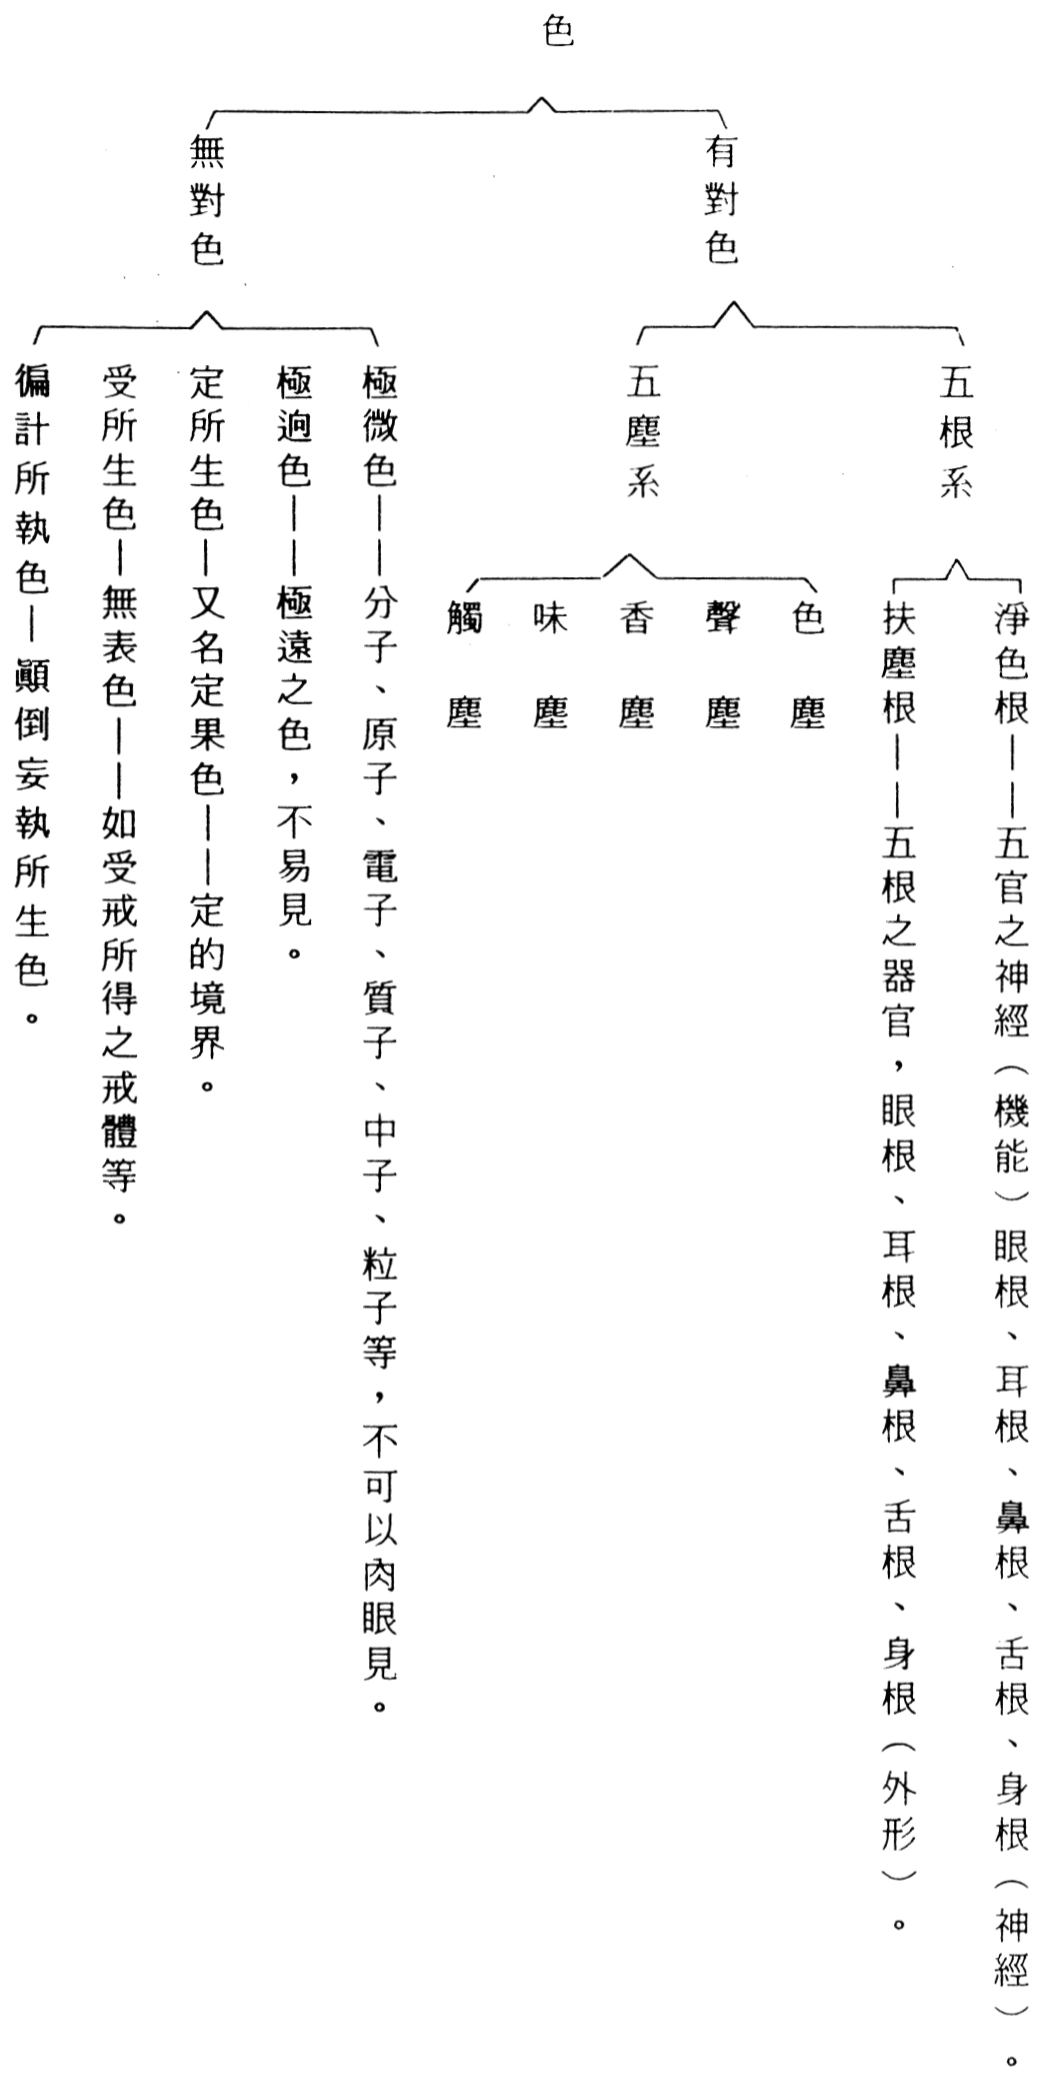 色
有對色
無對色
五根系
五塵系
淨色根——五官之神經（機能）眼根、耳根、鼻根、舌根、身根（神經）。
扶塵根——五根之器官，眼根、耳根、鼻根、舌根、身根（外形）。
色塵
聲塵
香塵
味塵
觸塵
極微色——分子、原子、電子、質子、中子、粒子等，不可以肉眼見。
極逈色——極遠之色，不易見。
定所生色—又名定果色——定的境界。
受所生色—無表色——如受戒所得之戒體等。
徧計所執色—顚倒妄執所生色。